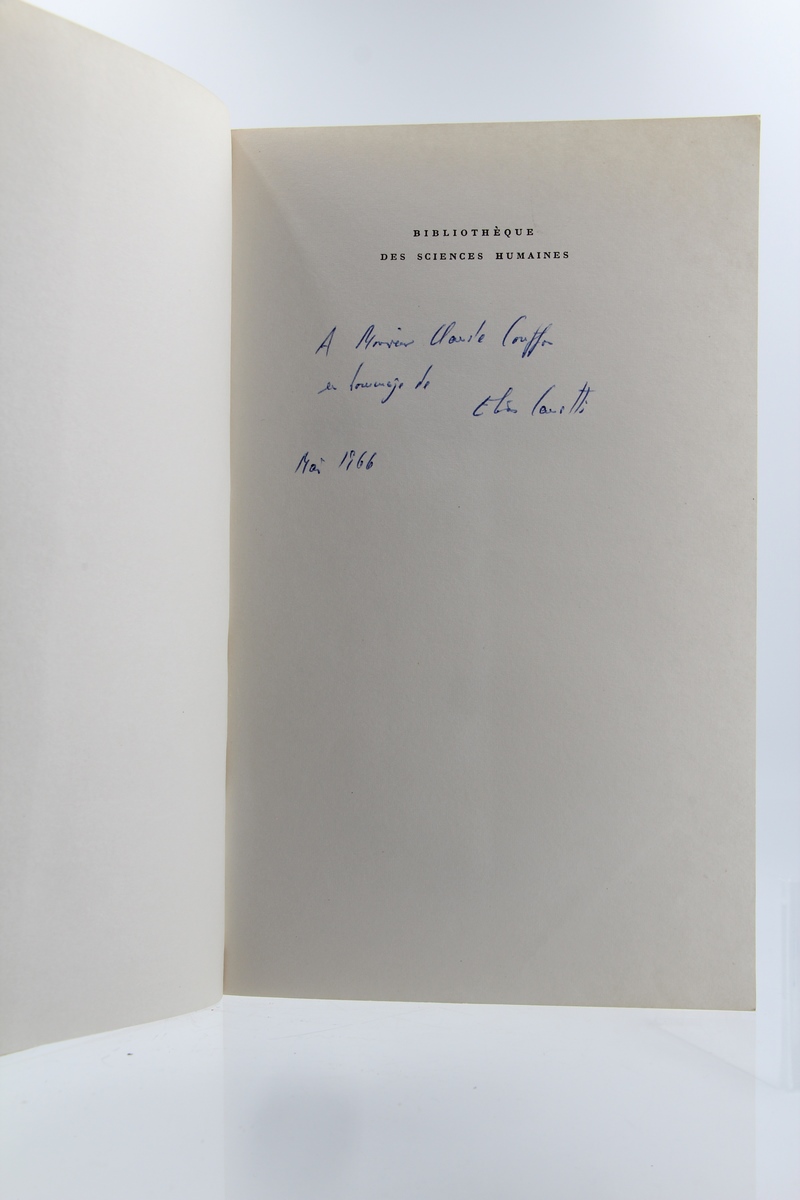 BIBLIOTHÈQUE
DES SCIENCES HUMAINES
A Monsieur Claude Couffon
en hommage de
Elias Canetti
Mai 1966